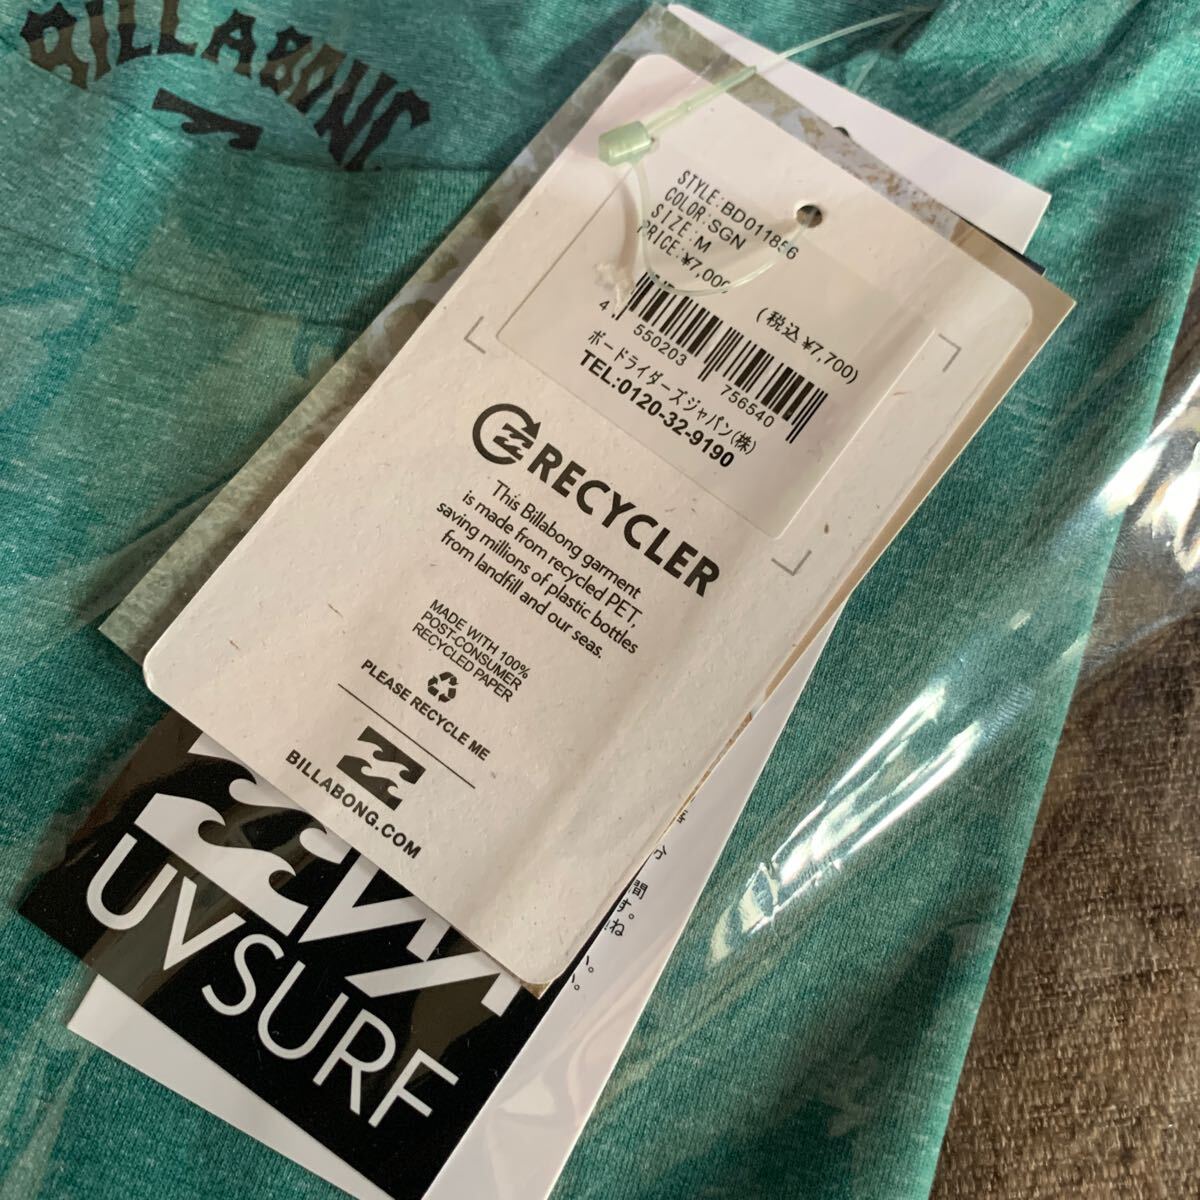 BILLABONG
STYLE:BD011856
COLOR:SGN
SIZE:M
PRICE:¥7,000
(税込¥7,700)
4 550203 756540
ボードライダーズジャパン(株)
TEL:0120-32-9190
RECYCLER
This Billabong garment
is made from recycled PET,
saving millions of plastic bottles
from landfill and our seas.
MADE WITH 100%
POST-CONSUMER
RECYCLED PAPER
PLEASE RECYCLE ME
BILLABONG.COM
UVSURF